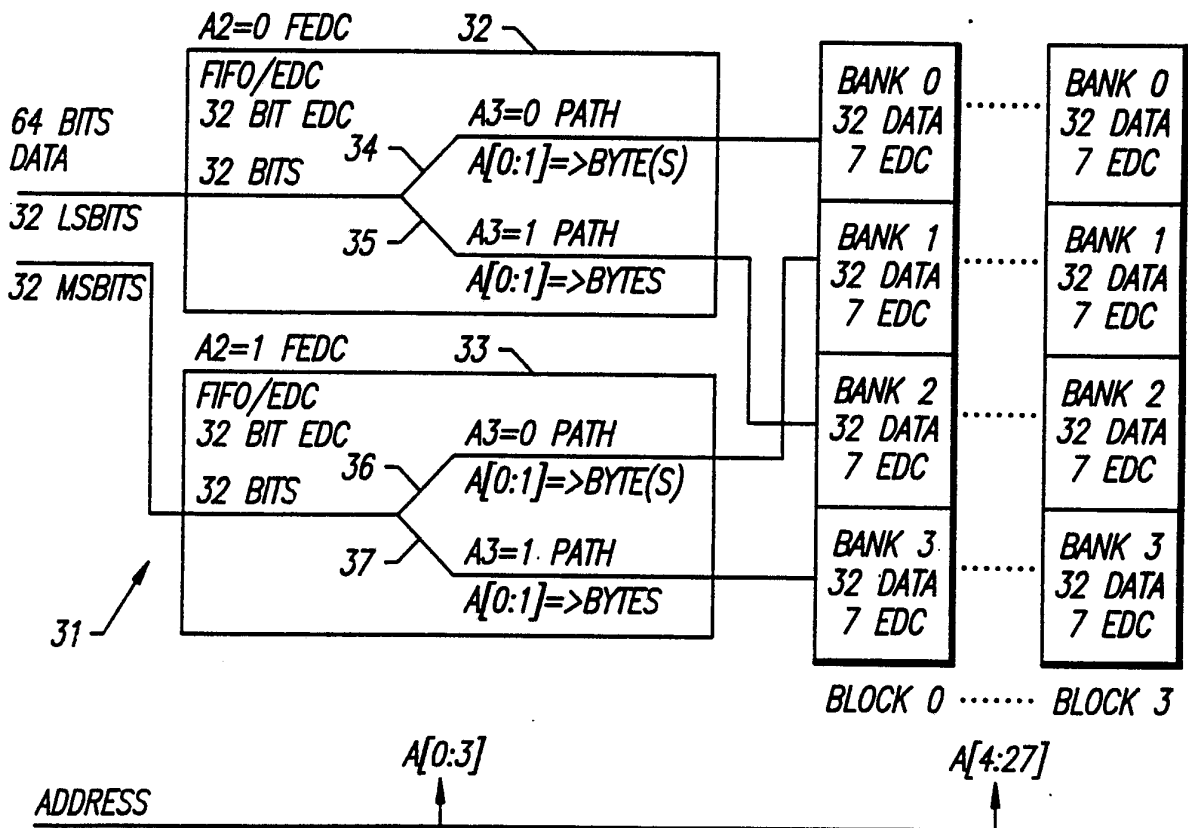 A2=0 FEDC
32
FIFO/EDC
32 BIT EDC
64 BITS
DATA
34
A3=0 PATH
A[0:1]=>BYTE(S)
32 BITS
32 LSBITS
35
A3=1 PATH
A[0:1]=>BYTES
32 MSBITS
A2=1 FEDC
33
FIFO/EDC
32 BIT EDC
36
A3=0 PATH
A[0:1]=>BYTE(S)
32 BITS
37
A3=1 PATH
A[0:1]=>BYTES
31
BANK 0
32 DATA
7 EDC
BANK 1
32 DATA
7 EDC
BANK 2
32 DATA
7 EDC
BANK 3
32 DATA
7 EDC
BANK 0
32 DATA
7 EDC
BANK 1
32 DATA
7 EDC
BANK 2
32 DATA
7 EDC
BANK 3
32 DATA
7 EDC
BLOCK 0 ······· BLOCK 3
A[0:3]
A[4:27]
ADDRESS